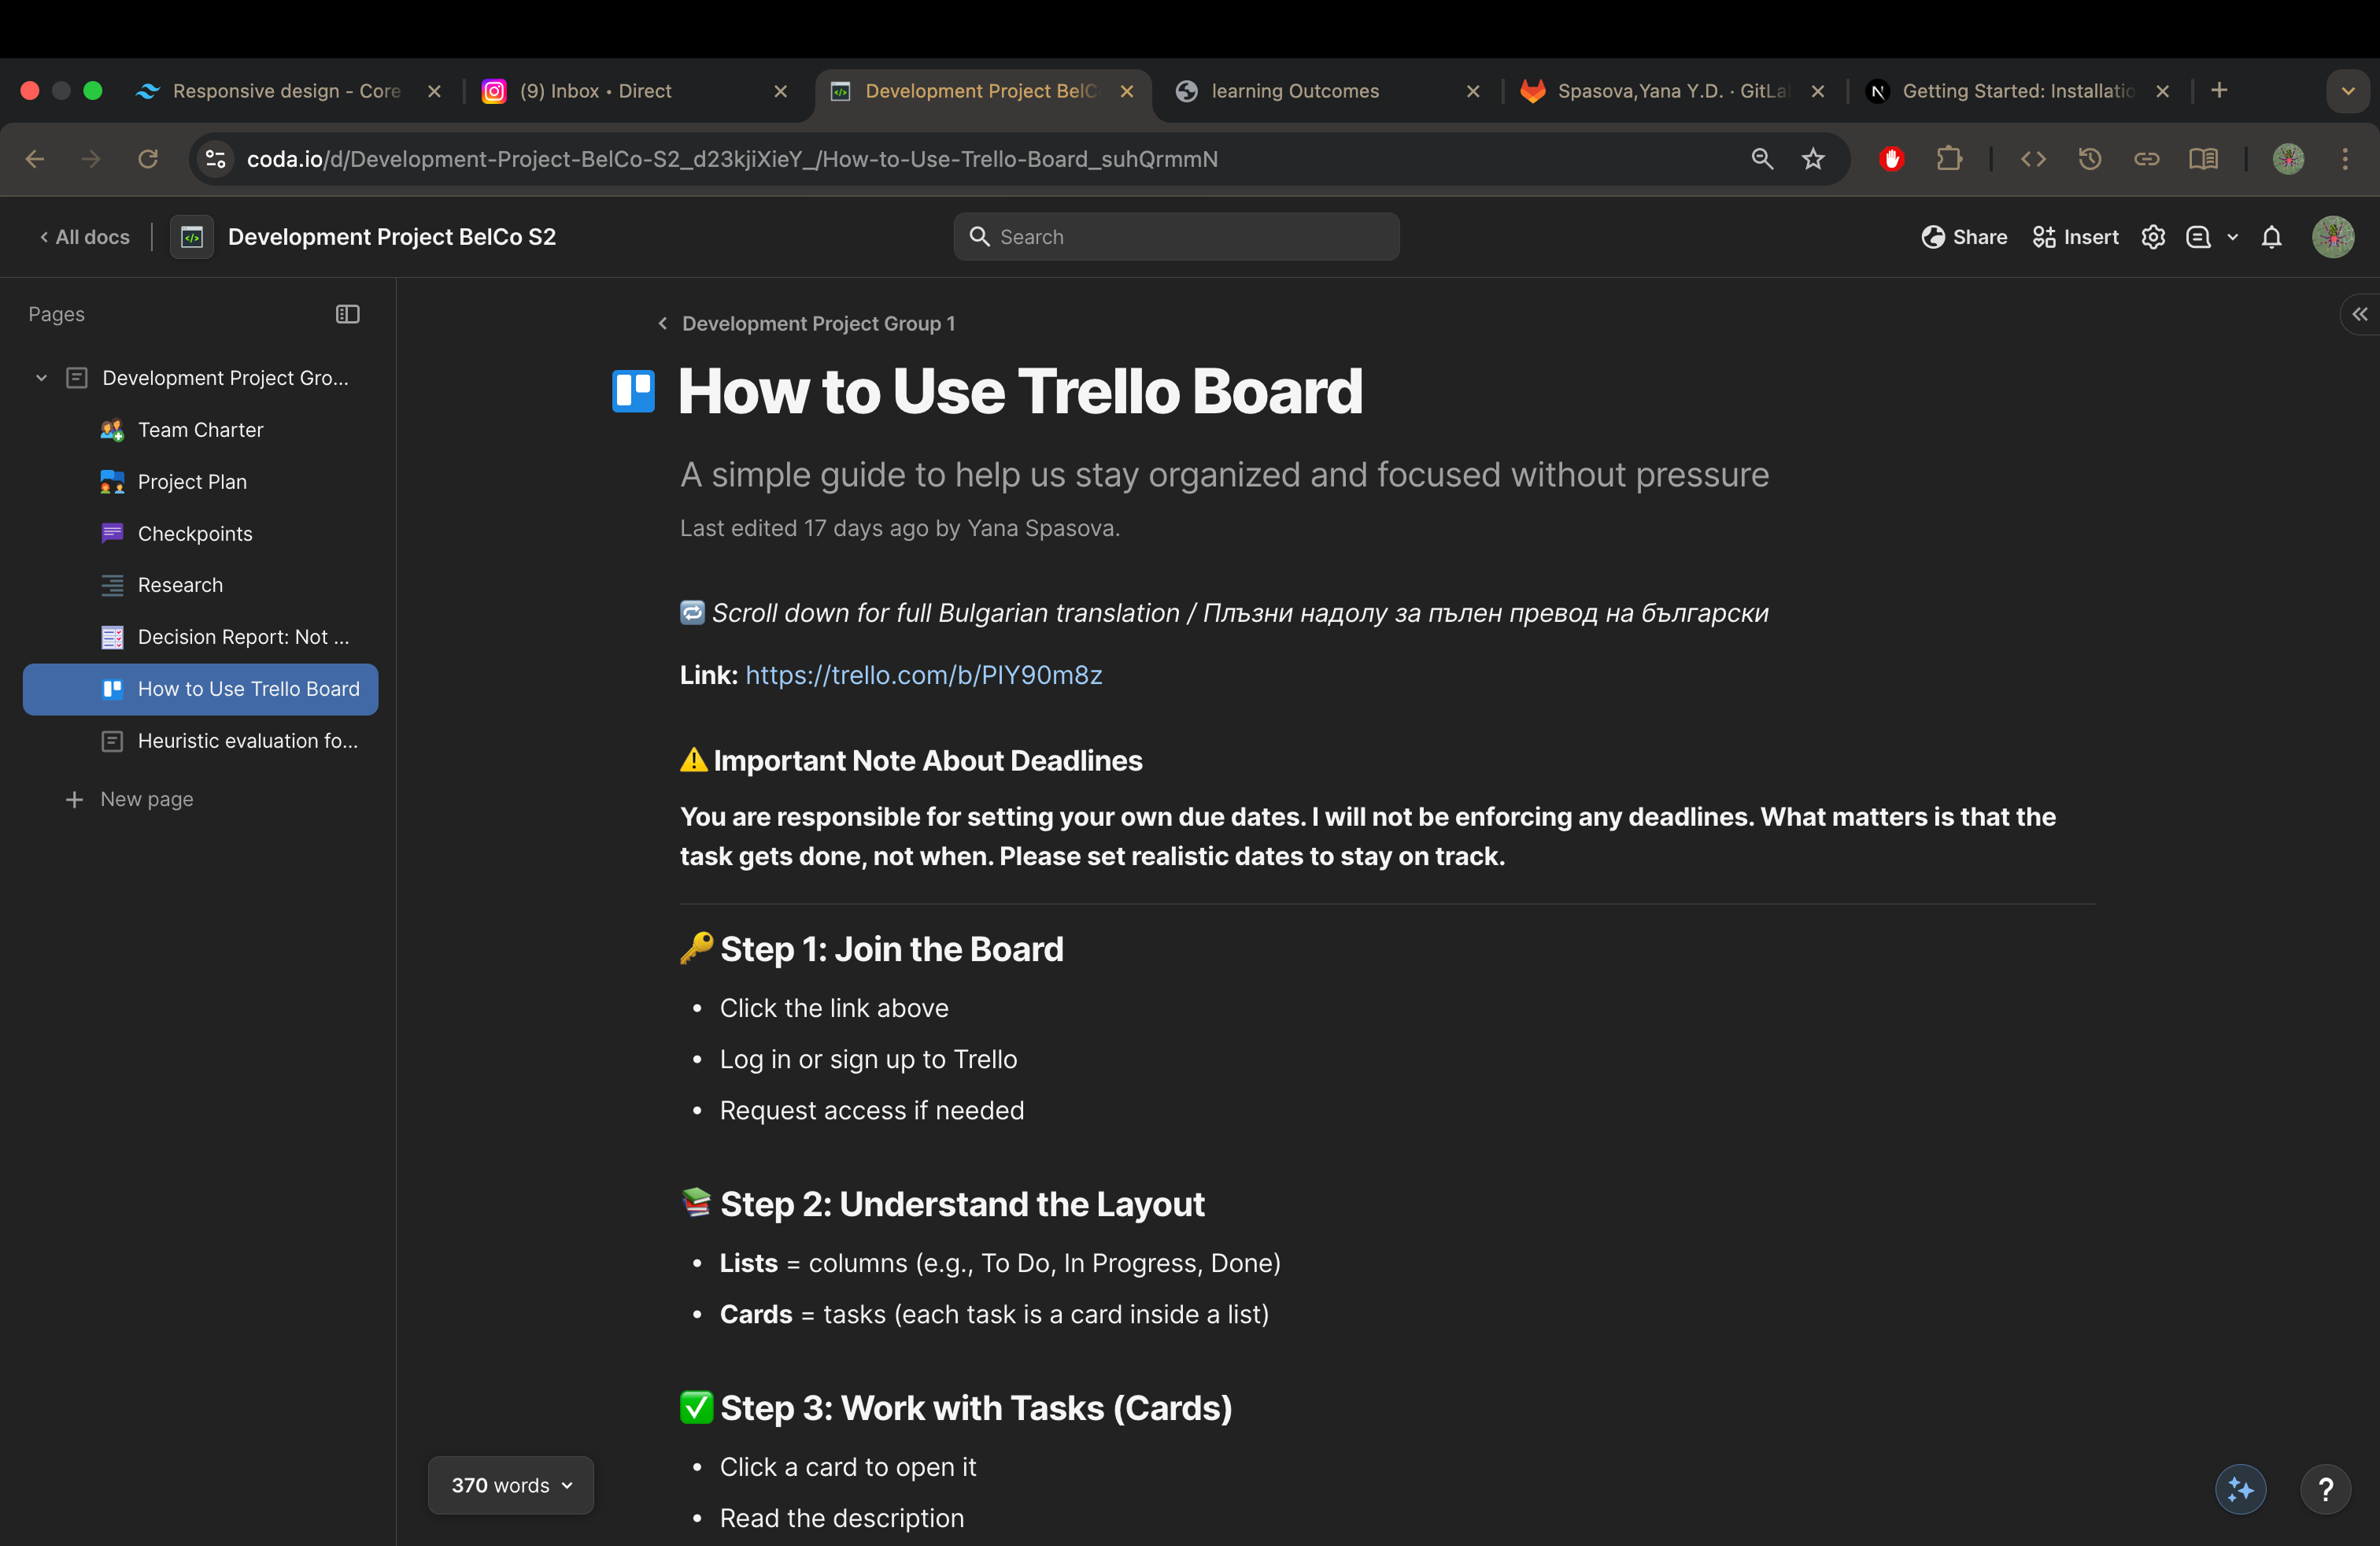 Responsive design - Core
(9) Inbox • Direct
Development Project BelC
learning Outcomes
Spasova,Yana Y.D. · GitLa
Getting Started: Installatio
coda.io/d/Development-Project-BelCo-S2_d23kjiXieY_/How-to-Use-Trello-Board_suhQrmmN
All docs
Development Project BelCo S2
Search
Share
Insert
Pages
Development Project Gro...
Team Charter
Project Plan
Checkpoints
Research
Decision Report: Not ...
How to Use Trello Board
Heuristic evaluation fo...
New page
Development Project Group 1
How to Use Trello Board
A simple guide to help us stay organized and focused without pressure
Last edited 17 days ago by Yana Spasova.
🔁 Scroll down for full Bulgarian translation / Плъзни надолу за пълен превод на български
Link: https://trello.com/b/PIY90m8z
⚠️ Important Note About Deadlines
You are responsible for setting your own due dates. I will not be enforcing any deadlines. What matters is that the
task gets done, not when. Please set realistic dates to stay on track.
🔑 Step 1: Join the Board
• Click the link above
• Log in or sign up to Trello
• Request access if needed
📚 Step 2: Understand the Layout
• Lists = columns (e.g., To Do, In Progress, Done)
• Cards = tasks (each task is a card inside a list)
✅ Step 3: Work with Tasks (Cards)
• Click a card to open it
• Read the description
370 words